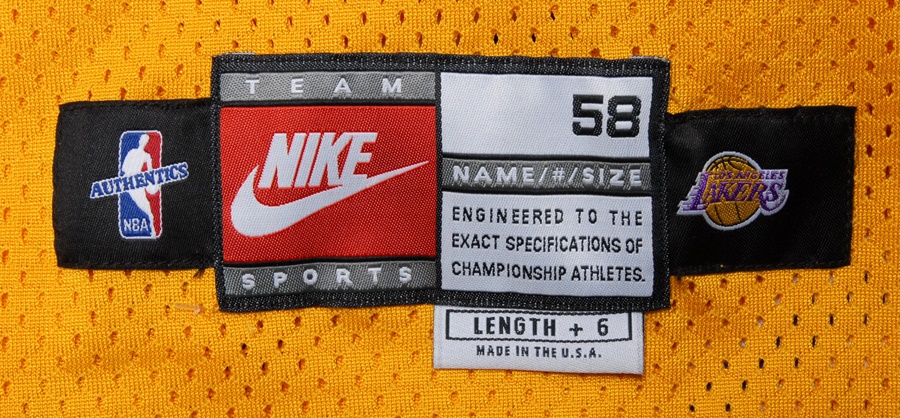 TEAM
NIKE
SPORTS
58
NAME/#/SIZE
ENGINEERED TO THE
EXACT SPECIFICATIONS OF
CHAMPIONSHIP ATHLETES.
LENGTH + 6
MADE IN THE U.S.A.
AUTHENTICS
NBA
LOS ANGELES
LAKERS